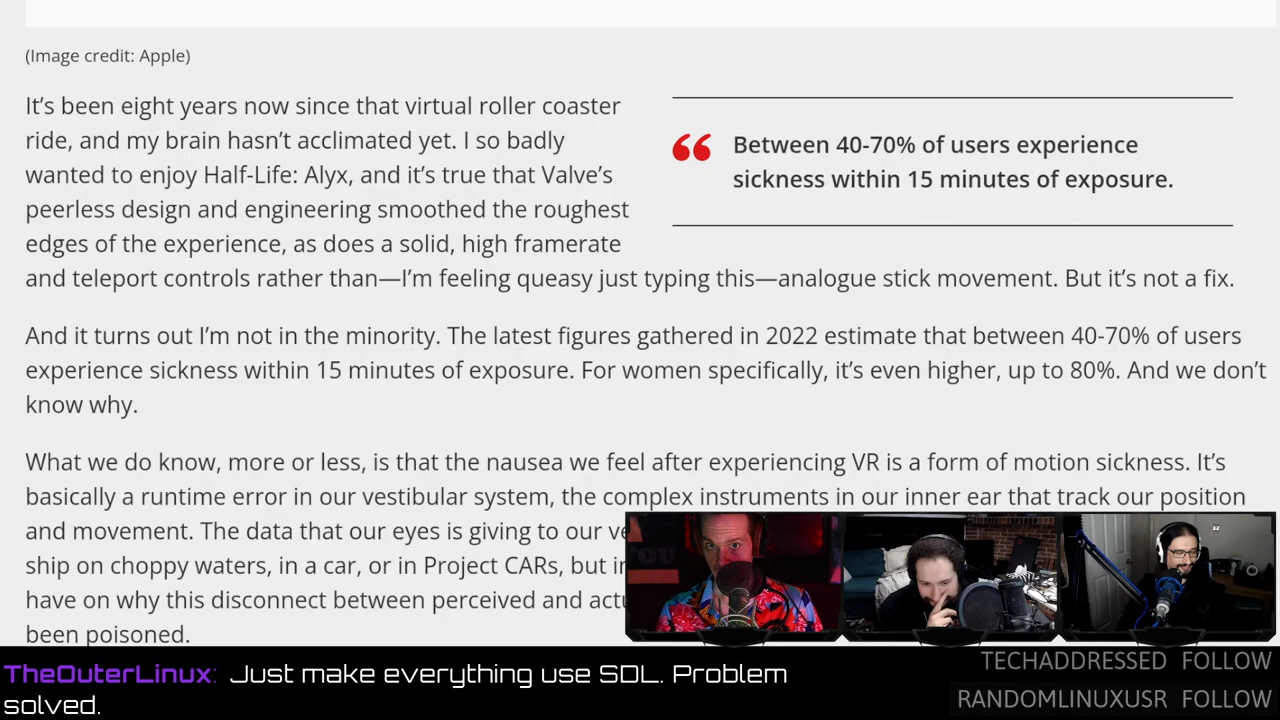 (Image credit: Apple)
It’s been eight years now since that virtual roller coaster
ride, and my brain hasn’t acclimated yet. I so badly
wanted to enjoy Half-Life: Alyx, and it’s true that Valve’s
peerless design and engineering smoothed the roughest
edges of the experience, as does a solid, high framerate
and teleport controls rather than—I’m feeling queasy just typing this—analogue stick movement. But it’s not a fix.
“ Between 40-70% of users experience
sickness within 15 minutes of exposure.
And it turns out I’m not in the minority. The latest figures gathered in 2022 estimate that between 40-70% of users
experience sickness within 15 minutes of exposure. For women specifically, it’s even higher, up to 80%. And we don’t
know why.
What we do know, more or less, is that the nausea we feel after experiencing VR is a form of motion sickness. It’s
basically a runtime error in our vestibular system, the complex instruments in our inner ear that track our position
and movement. The data that our eyes is giving to our
ship on choppy waters, in a car, or in Project CARs, but
have on why this disconnect between perceived and
been poisoned.
TheOuterLinux: Just make everything use SDL. Problem
solved.
TECHADDRESSED FOLLOW
RANDOMLINUXUSR FOLLOW